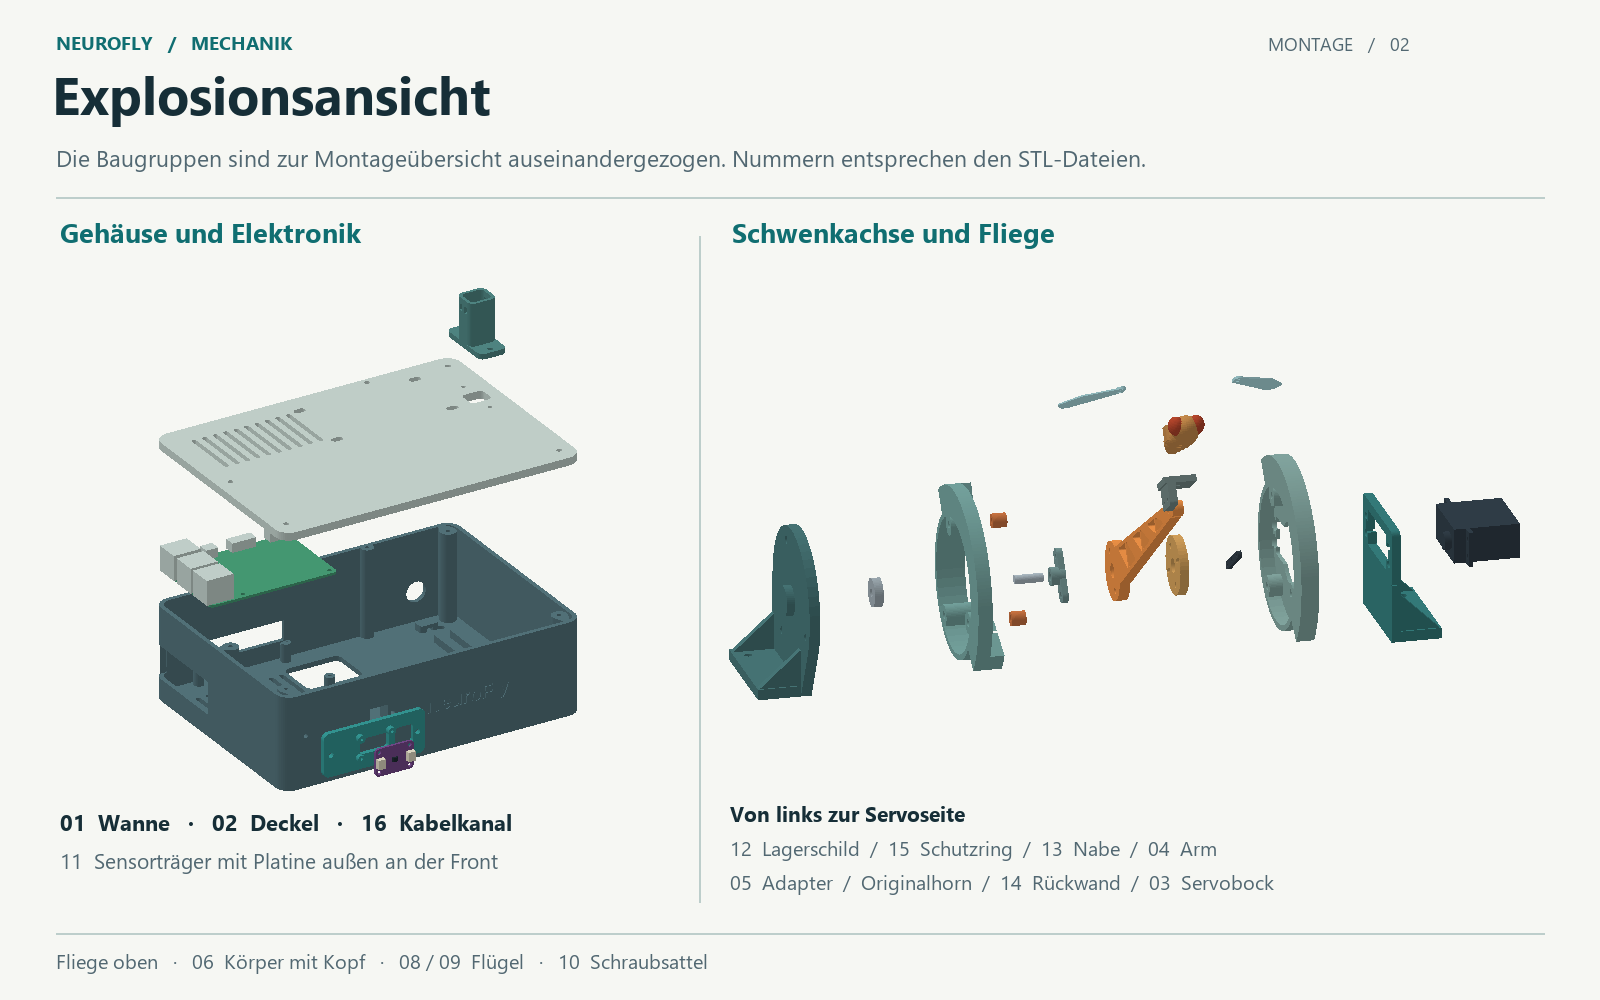 NEUROFLY / MECHANIK
MONTAGE / 02
Explosionsansicht
Die Baugruppen sind zur Montageübersicht auseinandergezogen. Nummern entsprechen den STL-Dateien.
Gehäuse und Elektronik
Schwenkachse und Fliege
01 Wanne · 02 Deckel · 16 Kabelkanal
11 Sensorträger mit Platine außen an der Front
Von links zur Servoseite
12 Lagerschild / 15 Schutzring / 13 Nabe / 04 Arm
05 Adapter / Originalhorn / 14 Rückwand / 03 Servobock
Fliege oben · 06 Körper mit Kopf · 08 / 09 Flügel · 10 Schraubsattel